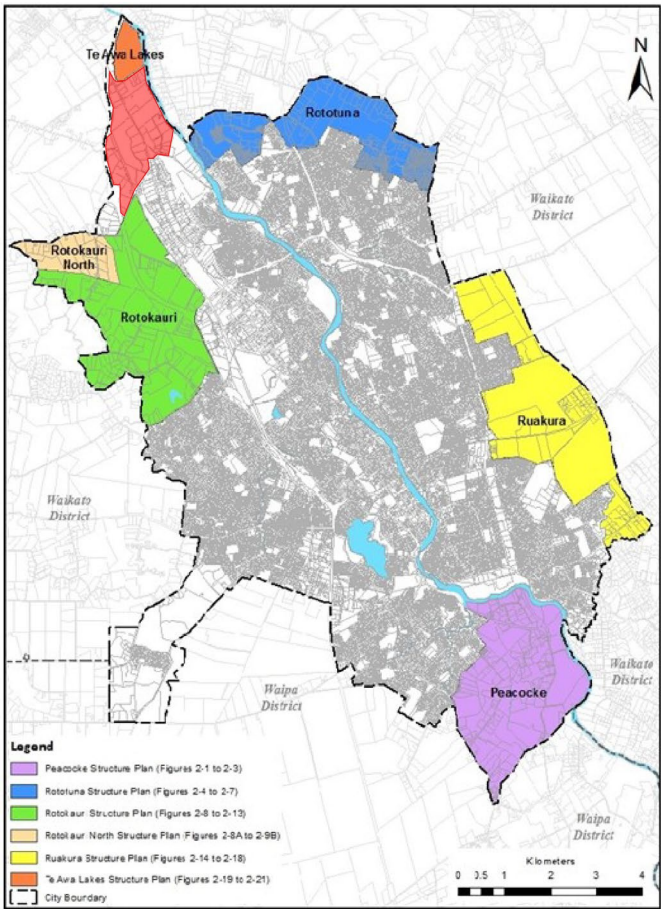 Te Awa Lakes
N
Rototuna
Waikato
District
Rotokauri
North
Rotokauri
Ruakura
Waikato
District
Waikato
District
Peacocke
Waipa
District
Legend
Peacocke Structure Plan (Figures 2-1 to 2-3)
Rototuna Structure Plan (Figures 2-4 to 2-7)
Rotokaur Structure Plan (Figures 2-8 to 2-13)
Rotokaur North Structure Plan (Figures 2-8A to 2-9B)
Ruakura Structure Plan (Figures 2-14 to 2-18)
Te Awa Lakes Structure Plan (Figures 2-19 to 2-21)
City Boundary
Waipa
District
Kilometers
0 0.5 1 2 3 4